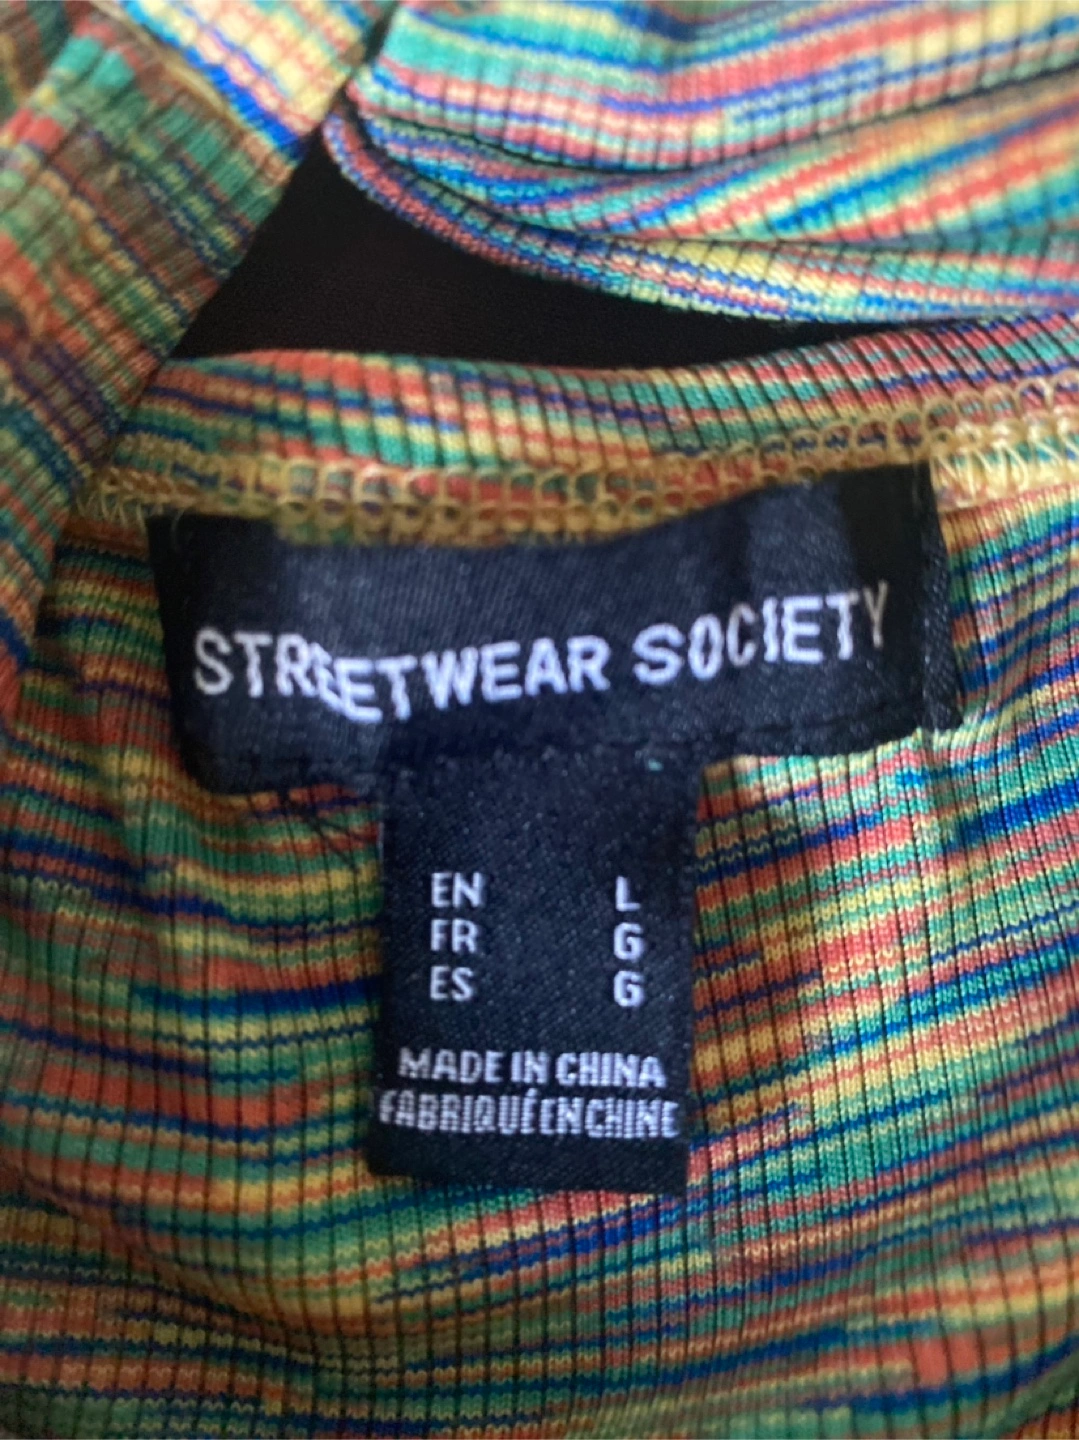 STREETWEAR SOCIETY
EN L
FR G
ES G
MADE IN CHINA
FABRIQUÉ EN CHINE